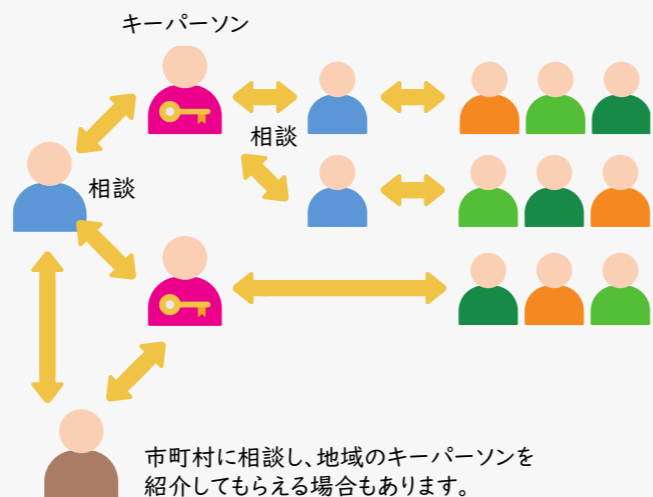 キーパーソン
相談
相談
市町村に相談し、地域のキーパーソンを
紹介してもらえる場合もあります。